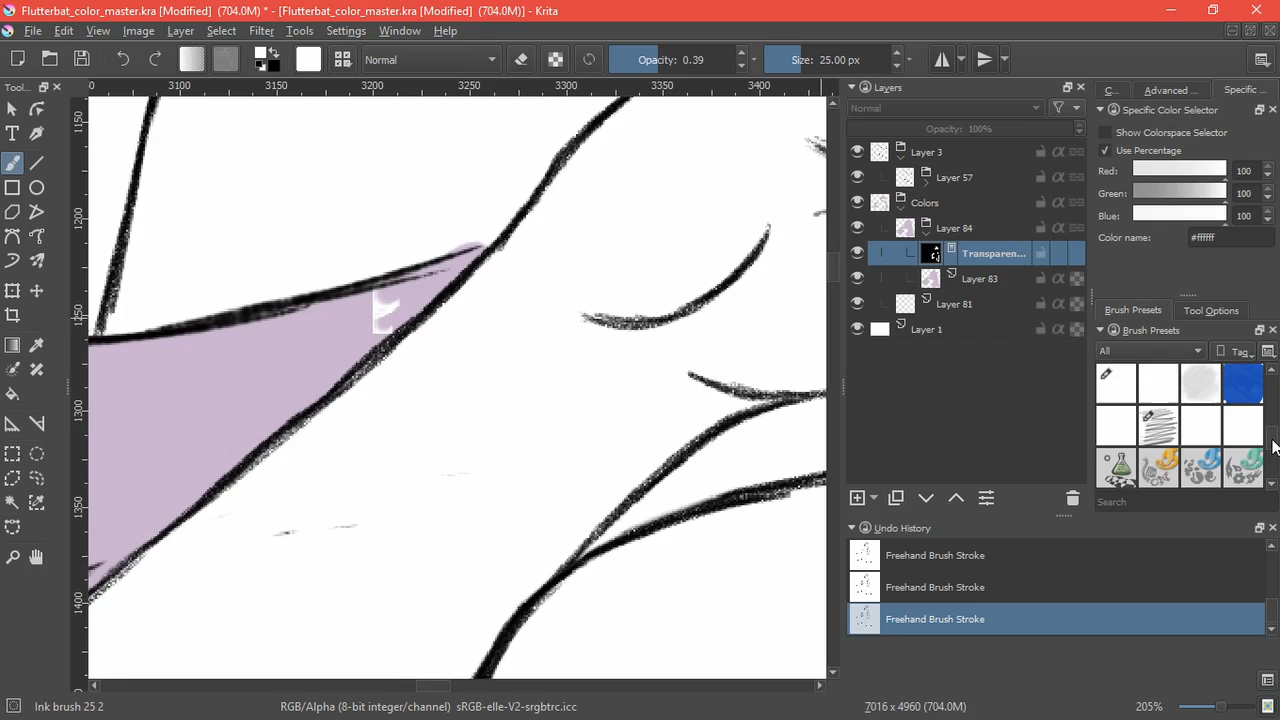 Flutterbat_color_master.kra [Modified] (704.0M) * - [Flutterbat_color_master.kra [Modified] (704.0M)] - Krita
File Edit View Image Layer Select Filter Tools Settings Window Help
Normal Opacity: 0.39 Size: 25.00 px
Tool... Layers C... Advanced ... Specific ...
0 3100 3150 3200 3250 3300 3350 3400
1150
1200
1250
1300
1350
1400
Normal
Opacity: 100%
Layer 3
Layer 57
Colors
Layer 84
Transparen...
Layer 83
Layer 81
Layer 1
Specific Color Selector
Show Colorspace Selector
Use Percentage
Red: 100
Green: 100
Blue: 100
Color name: #ffffff
Brush Presets Tool Options
Brush Presets
All Tag
Search
Undo History
Freehand Brush Stroke
Freehand Brush Stroke
Freehand Brush Stroke
Ink brush 25 2 RGB/Alpha (8-bit integer/channel) sRGB-elle-V2-srgbtrc.icc 7016 x 4960 (704.0M) 205%